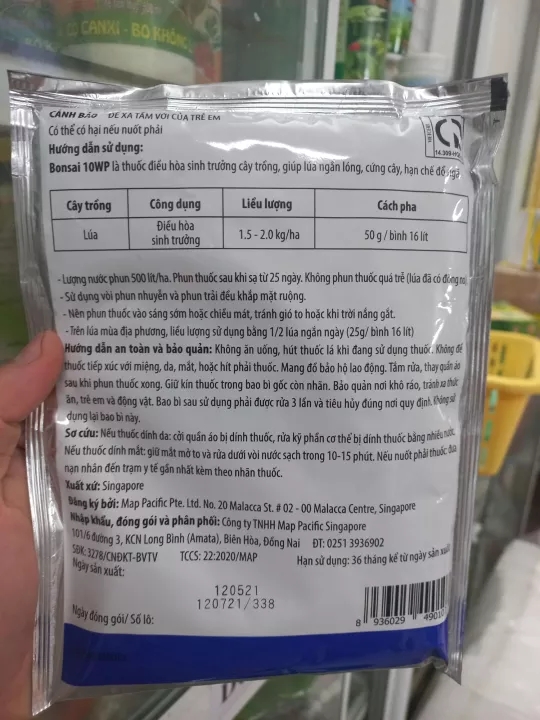 CANXI - BO KHÔNG
CẢNH BÁO ĐỂ XA TẦM VỚI CỦA TRẺ EM
Có thể có hại nếu nuốt phải
Hướng dẫn sử dụng:
Bonsai 10WP là thuốc điều hòa sinh trưởng cây trồng, giúp lúa ngắn lóng, cứng cây, hạn chế đổ ngã
Cây trồng Công dụng Liều lượng Cách pha
Lúa Điều hòa sinh trưởng 1.5 - 2.0 kg/ha 50 g / bình 16 lít
- Lượng nước phun 500 lít/ha. Phun thuốc sau khi sạ từ 25 ngày. Không phun thuốc quá trễ (lúa đã có đòng to)
- Sử dụng vòi phun nhuyễn và phun trải đều khắp mặt ruộng.
- Nên phun thuốc vào sáng sớm hoặc chiều mát, tránh gió to hoặc khi trời nắng gắt.
- Trên lúa mùa địa phương, liều lượng sử dụng bằng 1/2 lúa ngắn ngày (25g/ bình 16 lít)
Hướng dẫn an toàn và bảo quản: Không ăn uống, hút thuốc lá khi đang sử dụng thuốc. Không để
thuốc tiếp xúc với miệng, da, mắt, hoặc hít phải thuốc. Mang đồ bảo hộ lao động. Tắm rửa, thay quần áo
sau khi phun thuốc xong. Giữ kín thuốc trong bao bì gốc còn nhãn. Bảo quản nơi khô ráo, tránh xa thức
ăn, trẻ em và động vật. Bao bì sau sử dụng phải được rửa 3 lần và tiêu hủy đúng nơi quy định. Không sử
dụng lại bao bì này.
Sơ cứu: Nếu thuốc dính da: cởi quần áo bị dính thuốc, rửa kỹ phần cơ thể bị dính thuốc bằng nhiều nước.
Nếu thuốc dính mắt: giữ mắt mở to và rửa dưới vòi nước sạch trong 10-15 phút. Nếu nuốt phải thuốc: đưa
nạn nhân đến trạm y tế gần nhất kèm theo nhãn thuốc.
Xuất xứ: Singapore
Đăng ký bởi: Map Pacific Pte. Ltd. No. 20 Malacca St. # 02 - 00 Malacca Centre, Singapore
Nhập khẩu, đóng gói và phân phối: Công ty TNHH Map Pacific Singapore
101/6 đường 3, KCN Long Bình (Amata), Biên Hòa, Đồng Nai ĐT: 0251 3936902
SĐK: 3278/CNĐKT-BVTV TCCS: 22:2020/MAP Hạn sử dụng: 36 tháng kể từ ngày sản xuất
Ngày sản xuất:
120521
120721/338
Ngày đóng gói/ Số lô:
8 936029